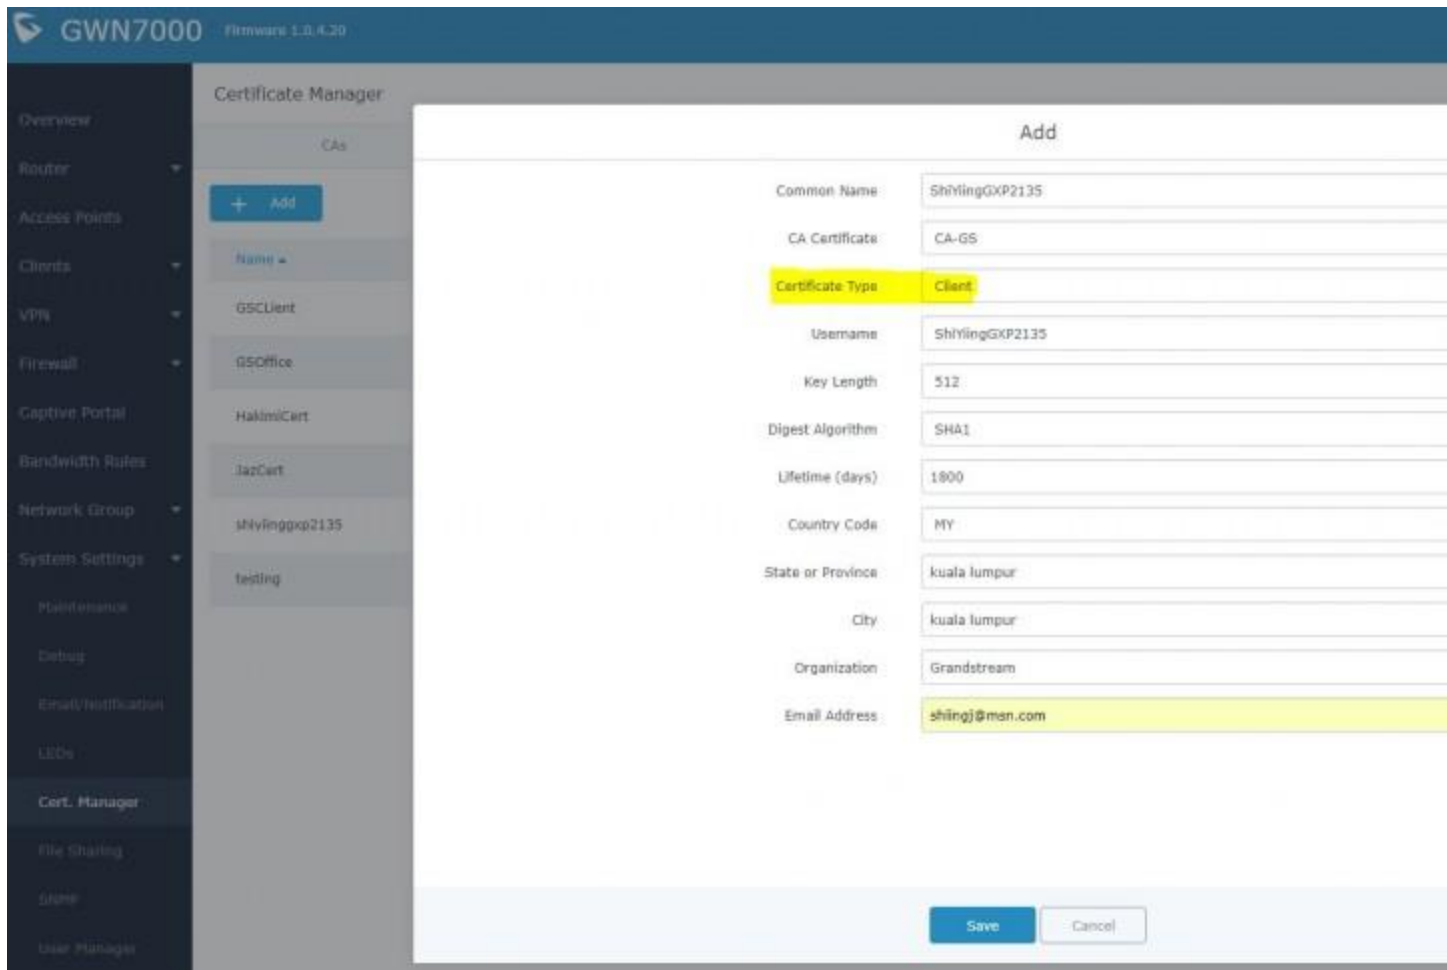 GWN7000 Firmware 1.0.4.20
Overview
Router
Access Points
Clients
VPN
Firewall
Captive Portal
Bandwidth Rules
Network Group
System Settings
Maintenance
Debug
Email/Notification
LEDs
Cert. Manager
File Sharing
SNMP
User Manager
Certificate Manager
CAs
+ Add
Name
GSCLient
GSOffice
HakimiCert
JazCert
shiyiinggxp2135
testing
Add
Common Name ShiYiingGXP2135
CA Certificate CA-GS
Certificate Type Client
Username ShiYiingGXP2135
Key Length 512
Digest Algorithm SHA1
Lifetime (days) 1800
Country Code MY
State or Province kuala lumpur
City kuala lumpur
Organization Grandstream
Email Address shiingj@msn.com
Save Cancel